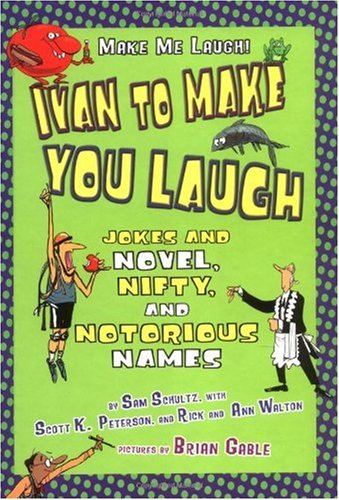 Make Me Laugh!
IVAN TO MAKE
YOU LAUGH
JOKES AND
NOVEL,
NIFTY,
AND
NOTORIOUS
NAMES
BY SAM SCHULTZ, WITH
SCOTT K. PETERSON, AND RICK AND ANN WALTON
PICTURES BY BRIAN GABLE